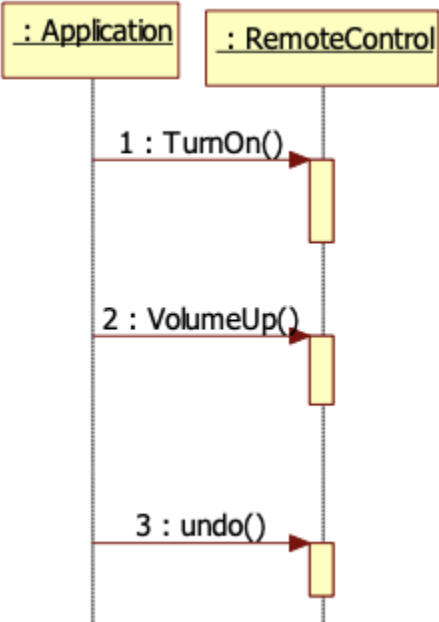 : Application
: RemoteControl
1 : TurnOn()
2 : VolumeUp()
3 : undo()